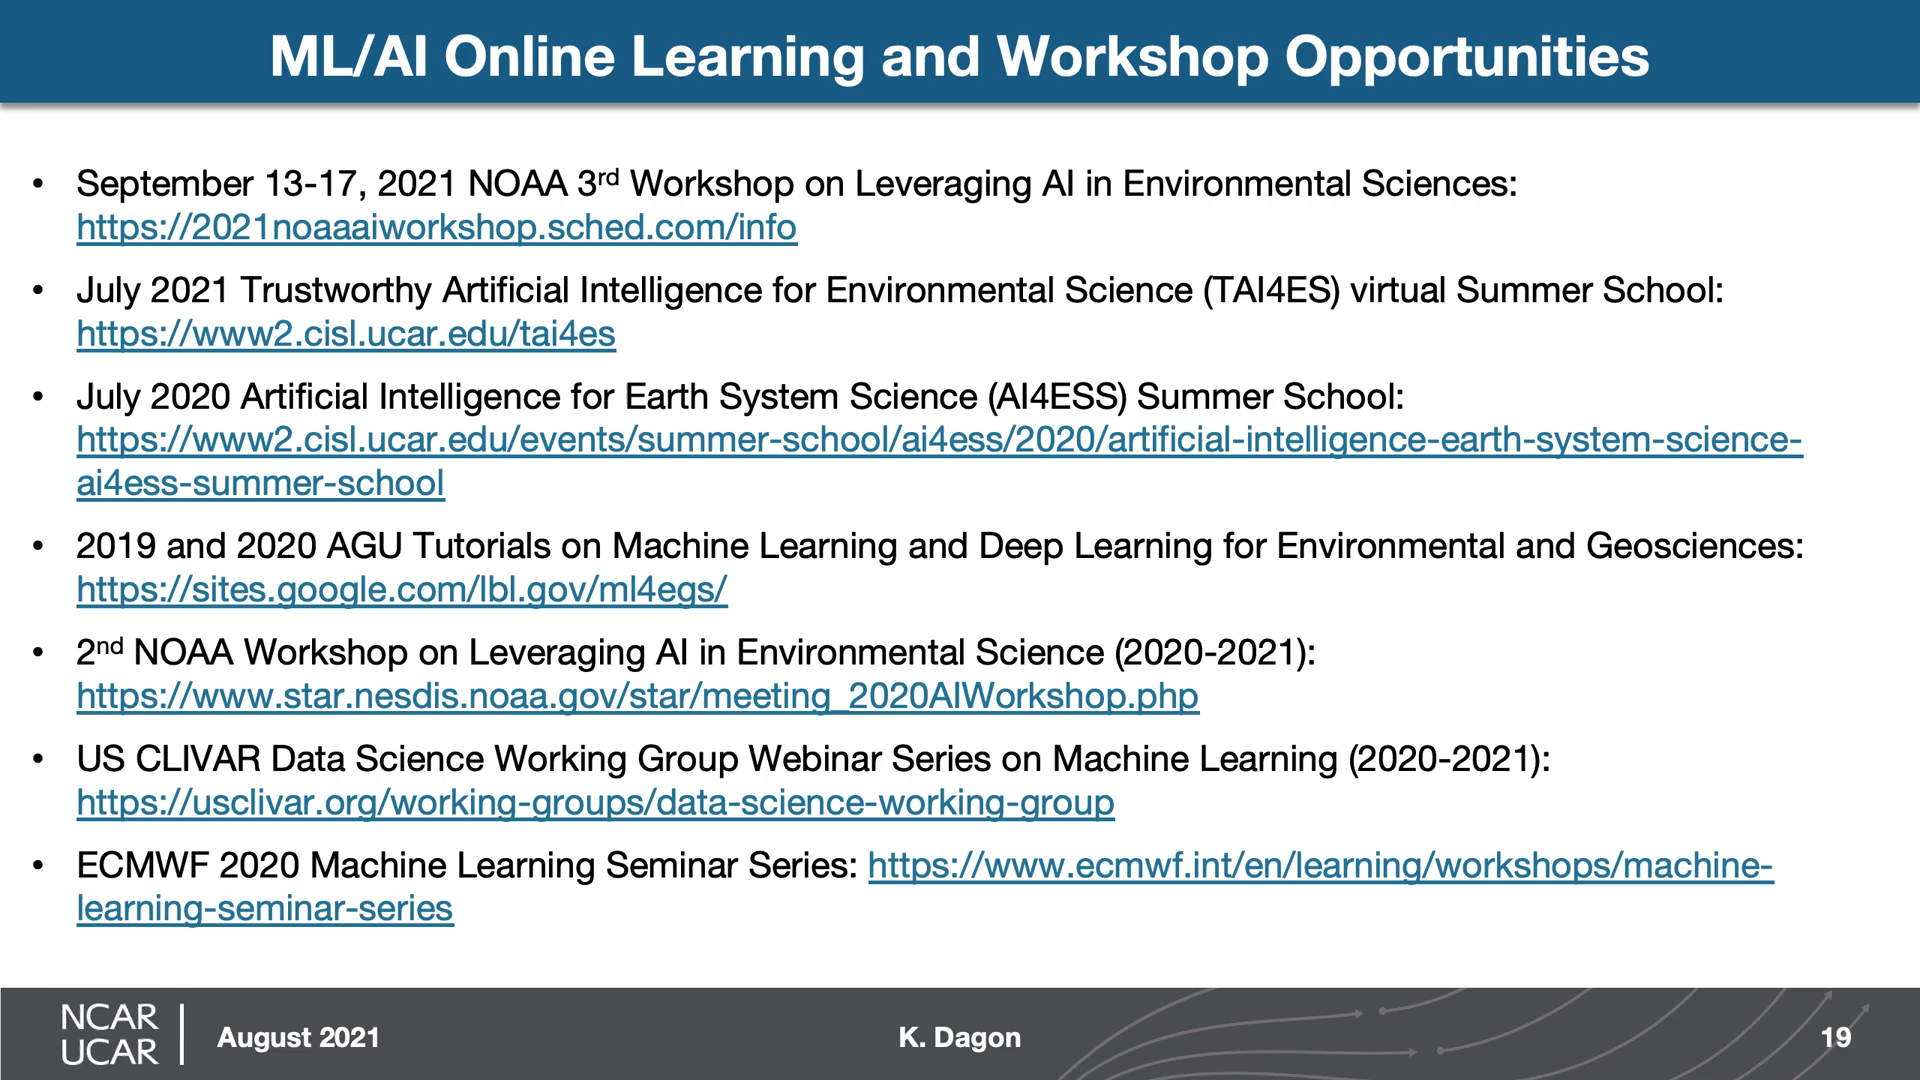 ML/AI Online Learning and Workshop Opportunities
• September 13-17, 2021 NOAA 3rd Workshop on Leveraging AI in Environmental Sciences:
https://2021noaaaiworkshop.sched.com/info
• July 2021 Trustworthy Artificial Intelligence for Environmental Science (TAI4ES) virtual Summer School:
https://www2.cisl.ucar.edu/tai4es
• July 2020 Artificial Intelligence for Earth System Science (AI4ESS) Summer School:
https://www2.cisl.ucar.edu/events/summer-school/ai4ess/2020/artificial-intelligence-earth-system-science-
ai4ess-summer-school
• 2019 and 2020 AGU Tutorials on Machine Learning and Deep Learning for Environmental and Geosciences:
https://sites.google.com/lbl.gov/ml4egs/
• 2nd NOAA Workshop on Leveraging AI in Environmental Science (2020-2021):
https://www.star.nesdis.noaa.gov/star/meeting_2020AIWorkshop.php
• US CLIVAR Data Science Working Group Webinar Series on Machine Learning (2020-2021):
https://usclivar.org/working-groups/data-science-working-group
• ECMWF 2020 Machine Learning Seminar Series: https://www.ecmwf.int/en/learning/workshops/machine-
learning-seminar-series
NCAR
UCAR
August 2021
K. Dagon
19